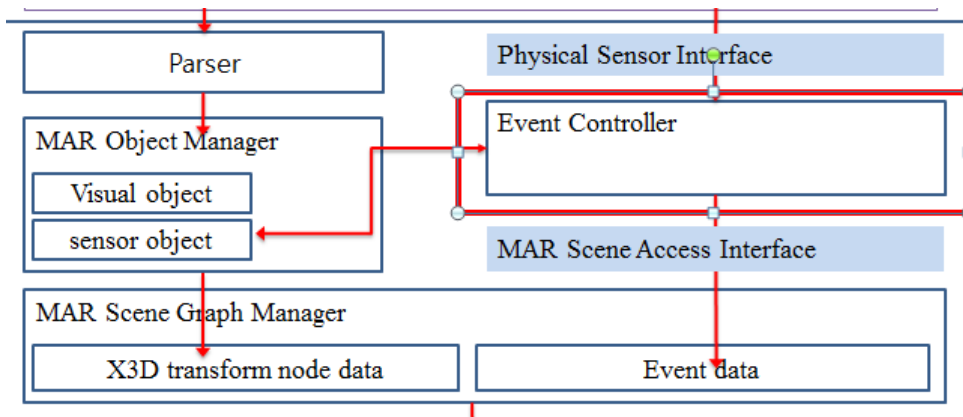 Parser
Physical Sensor Interface
MAR Object Manager
Visual object
sensor object
Event Controller
MAR Scene Access Interface
MAR Scene Graph Manager
X3D transform node data
Event data